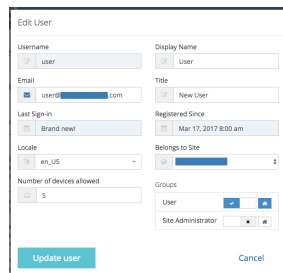 Edit User
Username
Display Name
user
User
Email
Title
user@ .com
New User
Last Sign-in
Registered Since
Brand new!
Mar 17, 2017 8:00 am
Locale
Belongs to Site
en_US
Number of devices allowed
Groups
5
User
Site Administrator
Update user
Cancel